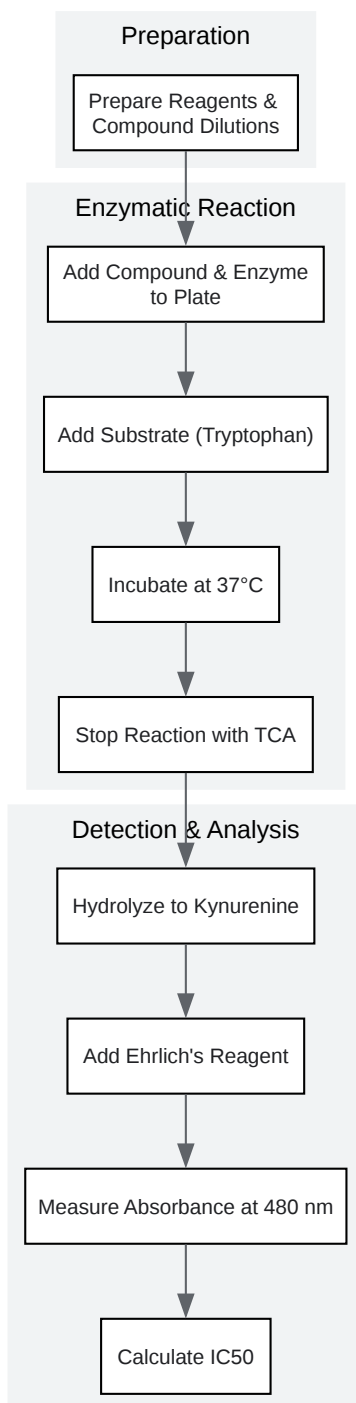 Preparation
Prepare Reagents &
Compound Dilutions
Enzymatic Reaction
Add Compound & Enzyme
to Plate
Add Substrate (Tryptophan)
Incubate at 37°C
Stop Reaction with TCA
Detection & Analysis
Hydrolyze to Kynurenine
Add Ehrlich's Reagent
Measure Absorbance at 480 nm
Calculate IC50